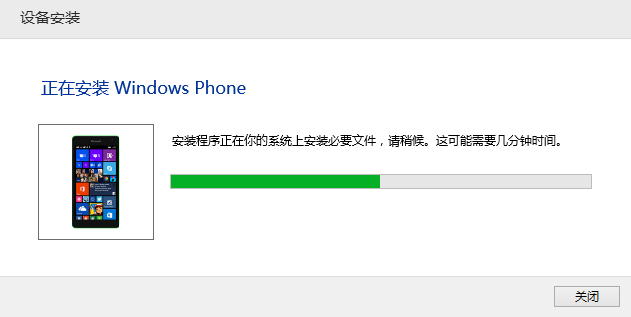 设备安装
正在安装 Windows Phone
安装程序正在你的系统上安装必要文件，请稍候。这可能需要几分钟时间。
关闭